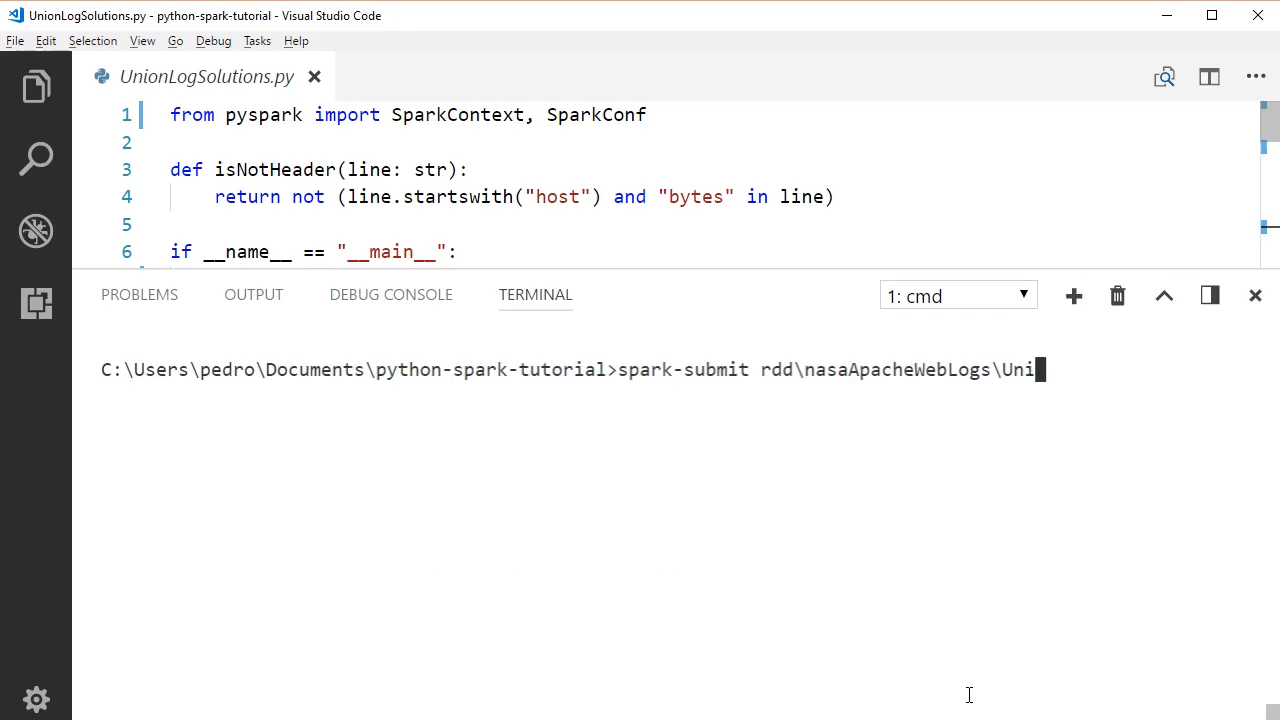 UnionLogSolutions.py - python-spark-tutorial - Visual Studio Code
File Edit Selection View Go Debug Tasks Help
UnionLogSolutions.py
1 from pyspark import SparkContext, SparkConf
2
3 def isNotHeader(line: str):
4 return not (line.startswith("host") and "bytes" in line)
5
6 if __name__ == "__main__":
PROBLEMS OUTPUT DEBUG CONSOLE TERMINAL 1: cmd
C:\Users\pedro\Documents\python-spark-tutorial>spark-submit rdd\nasaApacheWebLogs\Uni